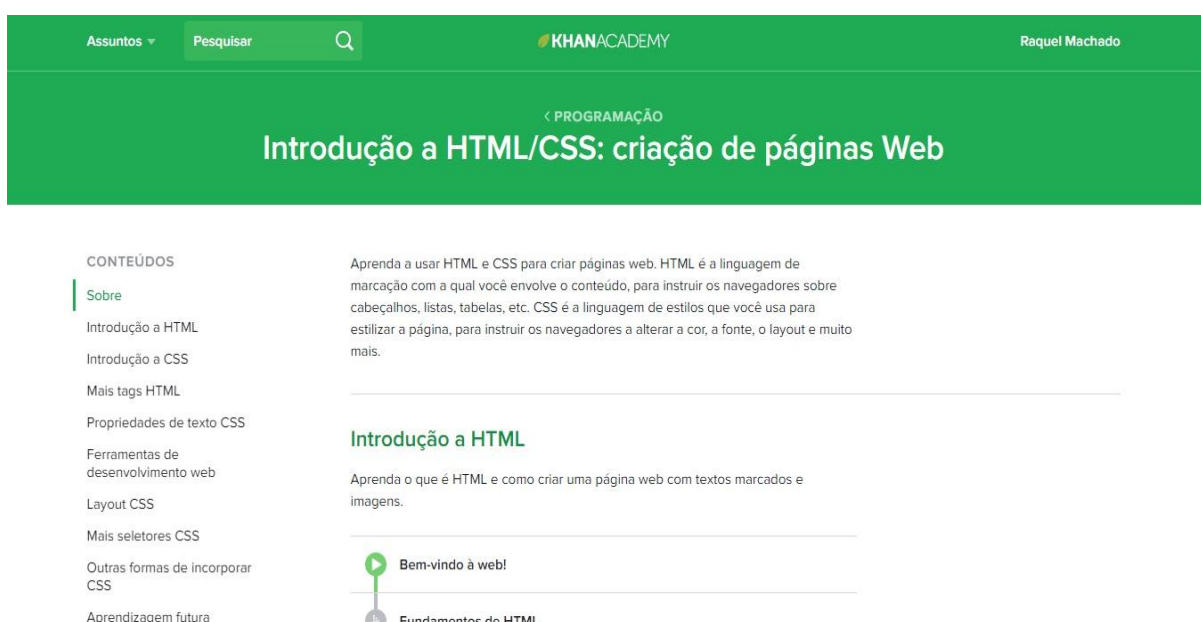 Assuntos
Pesquisar
KHANACADEMY
Raquel Machado
< PROGRAMAÇÃO
Introdução a HTML/CSS: criação de páginas Web
CONTEÚDOS
Sobre
Introdução a HTML
Introdução a CSS
Mais tags HTML
Propriedades de texto CSS
Ferramentas de
desenvolvimento web
Layout CSS
Mais seletores CSS
Outras formas de incorporar
CSS
Aprendizagem futura
Aprenda a usar HTML e CSS para criar páginas web. HTML é a linguagem de
marcação com a qual você envolve o conteúdo, para instruir os navegadores sobre
cabeçalhos, listas, tabelas, etc. CSS é a linguagem de estilos que você usa para
estilizar a página, para instruir os navegadores a alterar a cor, a fonte, o layout e muito
mais.
Introdução a HTML
Aprenda o que é HTML e como criar uma página web com textos marcados e
imagens.
Bem-vindo à web!
Fundamentos de HTML